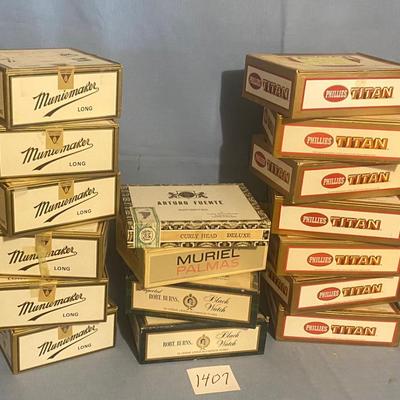 Muniemaker
LONG
Muniemaker
LONG
Muniemaker
LONG
Muniemaker
LONG
Muniemaker
LONG
Muniemaker
LONG
ARTURO FUENTE
CURLY HEAD DELUXE
MURIEL
PALMAS
Imported
ROBT. BURNS. Black Watch
ROBT. BURNS. Black Watch
1407
PHILLIES TITAN
PHILLIES TITAN
PHILLIES TITAN
PHILLIES TITAN
PHILLIES TITAN
PHILLIES TITAN
PHILLIES TITAN